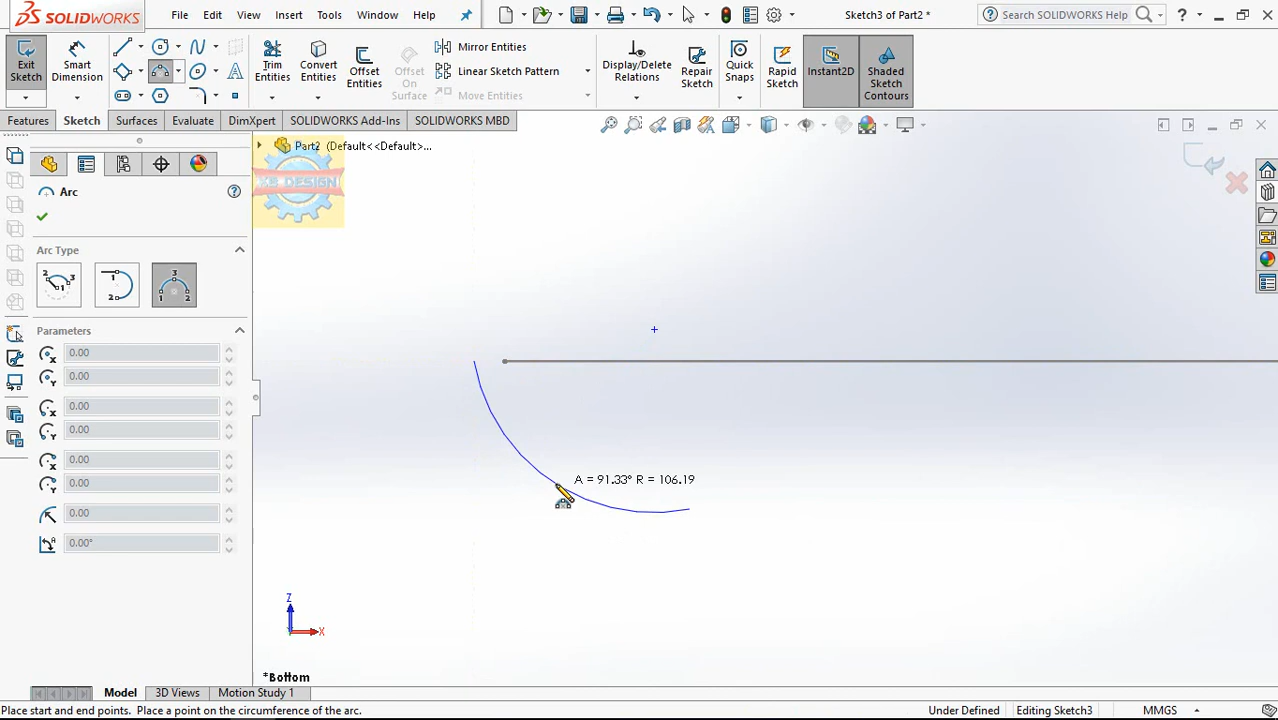 SOLIDWORKS
File Edit View Insert Tools Window Help
Sketch3 of Part2 *
Search SOLIDWORKS Help
Exit Sketch
Smart Dimension
Trim Entities
Convert Entities
Offset Entities
Offset On Surface
Mirror Entities
Linear Sketch Pattern
Move Entities
Display/Delete Relations
Repair Sketch
Quick Snaps
Rapid Sketch
Instant2D
Shaded Sketch Contours
Features Sketch Surfaces Evaluate DimXpert SOLIDWORKS Add-Ins SOLIDWORKS MBD
Part2 (Default<<Default>...
DESIGN
Arc
Arc Type
Parameters
0.00
0.00
0.00
0.00
0.00
0.00
0.00
0.00°
A = 91.33° R = 106.19
Z
X
*Bottom
Model 3D Views Motion Study 1
Place start and end points. Place a point on the circumference of the arc.
Under Defined Editing Sketch3 MMGS